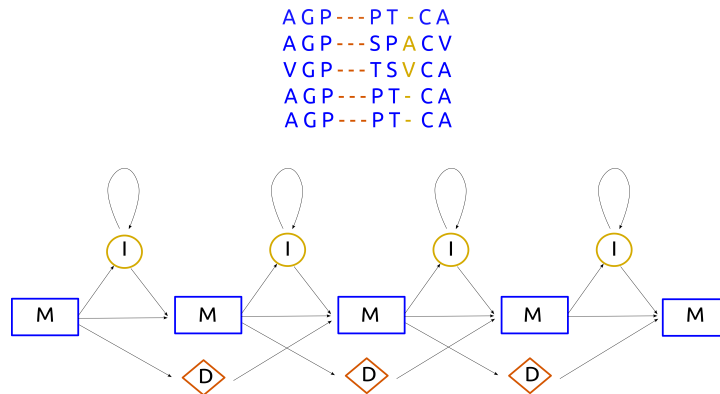 AGP---PT-CA
AGP---SPACV
VGP---TSVCA
AGP---PT-CA
AGP---PT-CA
I I I I
M M M M M
D D D